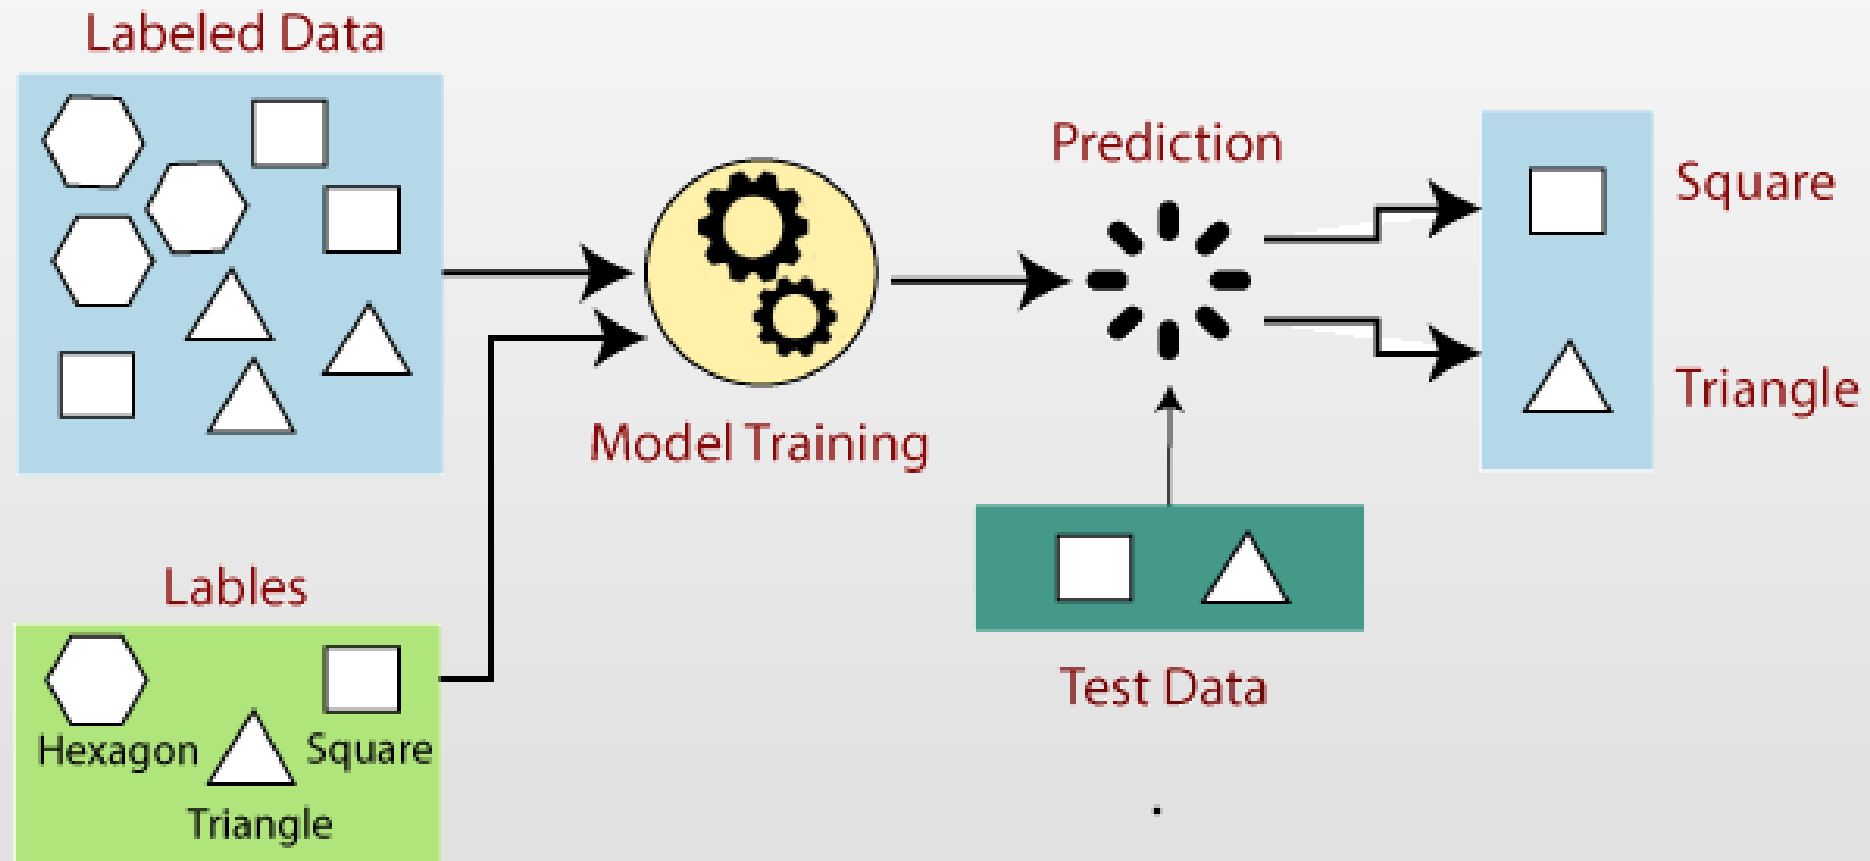 Labeled Data
Prediction
Square
Triangle
Model Training
Lables
Hexagon
Square
Triangle
Test Data